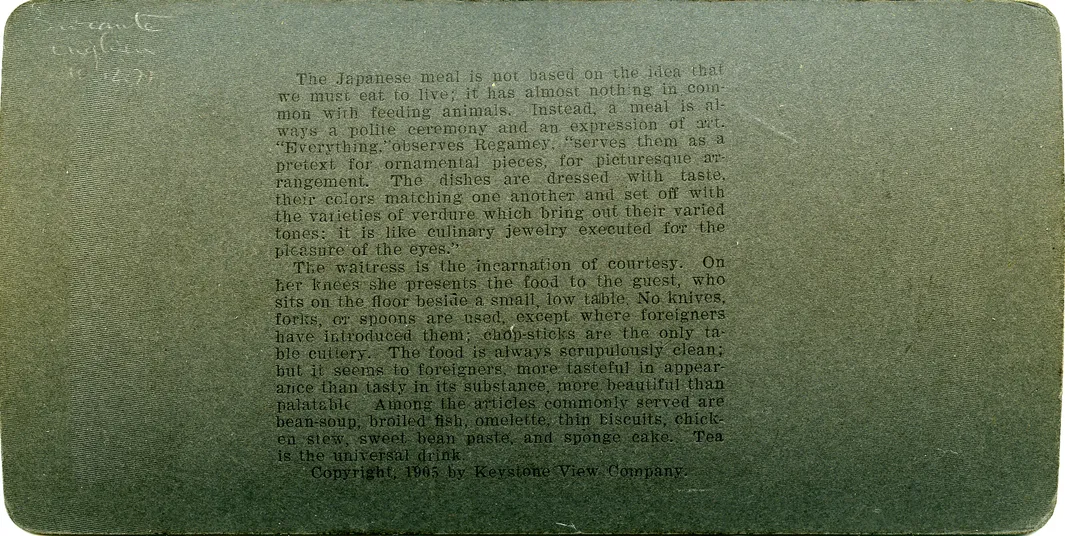 10-12-77
The Japanese meal is not based on the idea that
we must eat to live; it has almost nothing in com-
mon with feeding animals. Instead, a meal is al-
ways a polite ceremony and an expression of art.
“Everything,”observes Regamey, “serves them as a
pretext for ornamental pieces, for picturesque ar-
rangement. The dishes are dressed with taste,
their colors matching one another and set off with
the varieties of verdure which bring out their varied
tones; it is like culinary jewelry executed for the
pleasure of the eyes.”
The waitress is the incarnation of courtesy. On
her knees she presents the food to the guest, who
sits on the floor beside a small, low table. No knives,
forks, or spoons are used, except where foreigners
have introduced them; chop-sticks are the only ta-
ble cuttery. The food is always scrupulously clean;
but it seems to foreigners, more tasteful in appear-
ance than tasty in its substance, more beautiful than
palatable Among the articles commonly served are
bean-soup, broiled fish, omelette, thin biscuits, chick-
en stew, sweet bean paste, and sponge cake. Tea
is the universal drink
Copyright, 1905 by Keystone View Company.